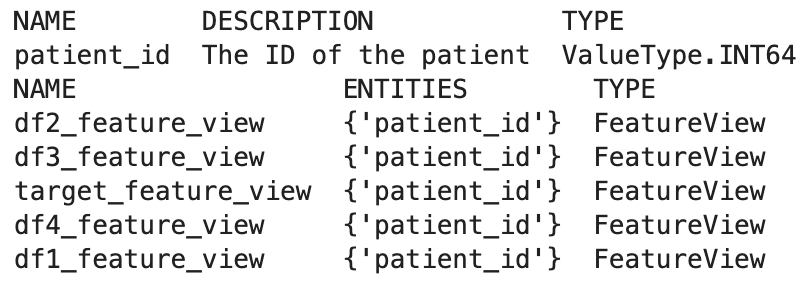 NAME        DESCRIPTION            TYPE
patient_id  The ID of the patient  ValueType.INT64
NAME                 ENTITIES        TYPE
df2_feature_view     {'patient_id'}  FeatureView
df3_feature_view     {'patient_id'}  FeatureView
target_feature_view  {'patient_id'}  FeatureView
df4_feature_view     {'patient_id'}  FeatureView
df1_feature_view     {'patient_id'}  FeatureView